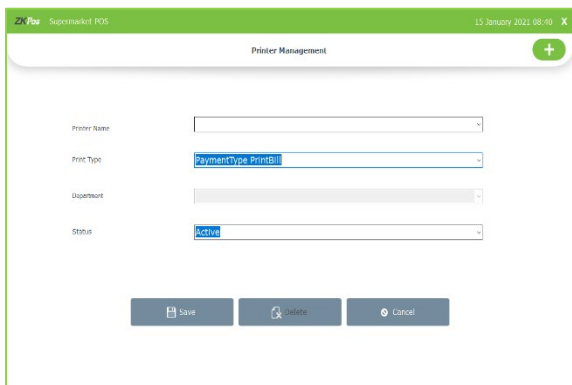 ZKPos Supermarket POS 15 January 2021 08:40 X
Printer Management
+
Printer Name
Print Type PaymentType PrintBill
Department
Status Active
Save Delete Cancel